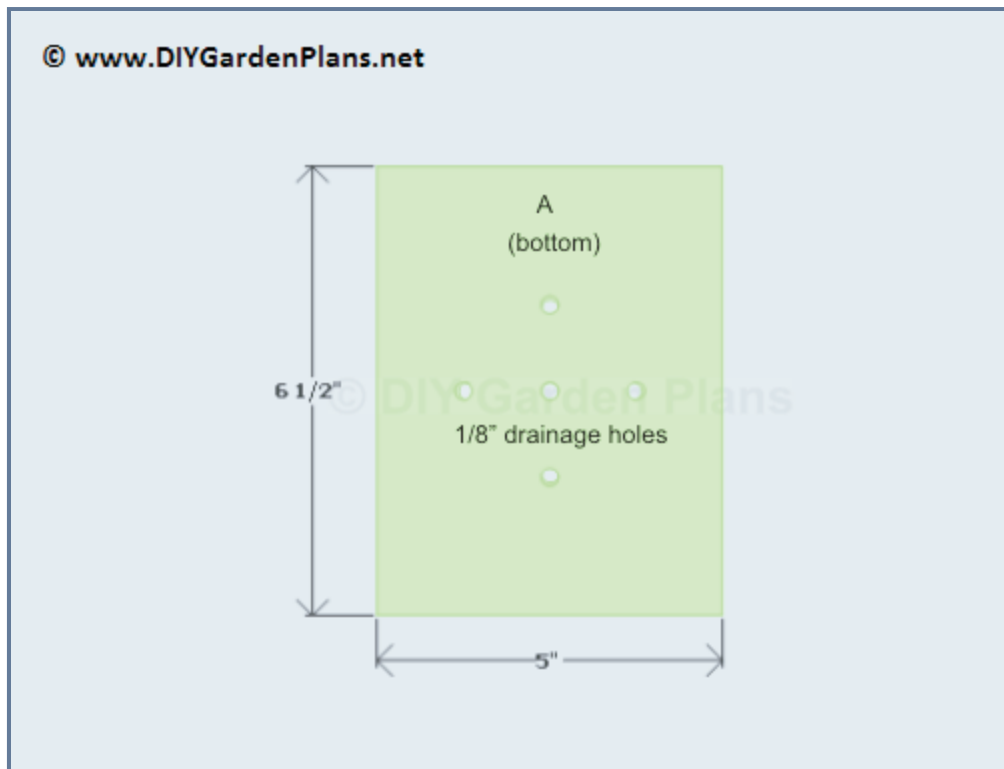 © www.DIYGardenPlans.net
A
(bottom)
6 1/2"
© DIY Garden Plans
1/8” drainage holes
5"